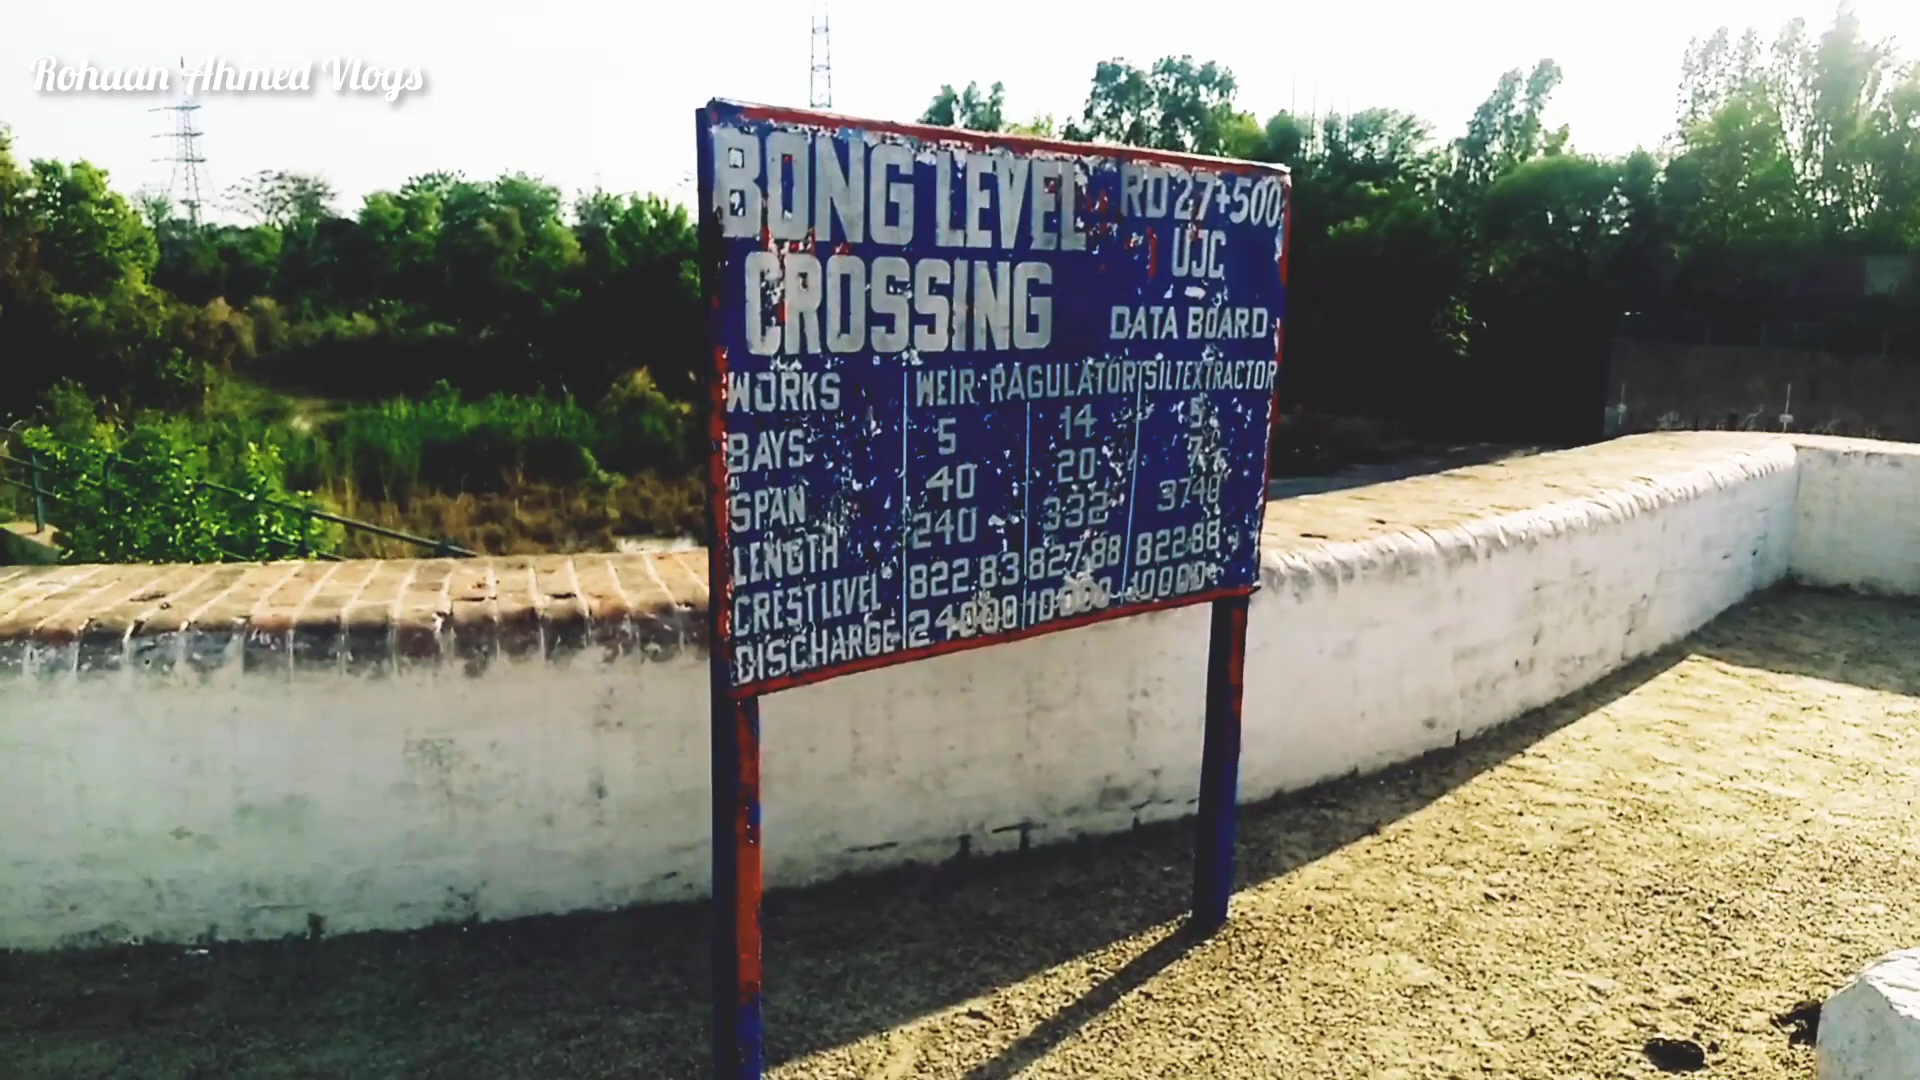 Rohaan Ahmed Vlogs
BONG LEVEL
CROSSING
RD 27+500
UJC
DATA BOARD
WORKS WEIR RAGULATOR SILTEXTRACTOR
BAYS 5 14 5
SPAN 40 20 7
LENGTH 240 332 3740
CREST LEVEL 822.83 827.88 822.88
DISCHARGE 24000 10000 10000